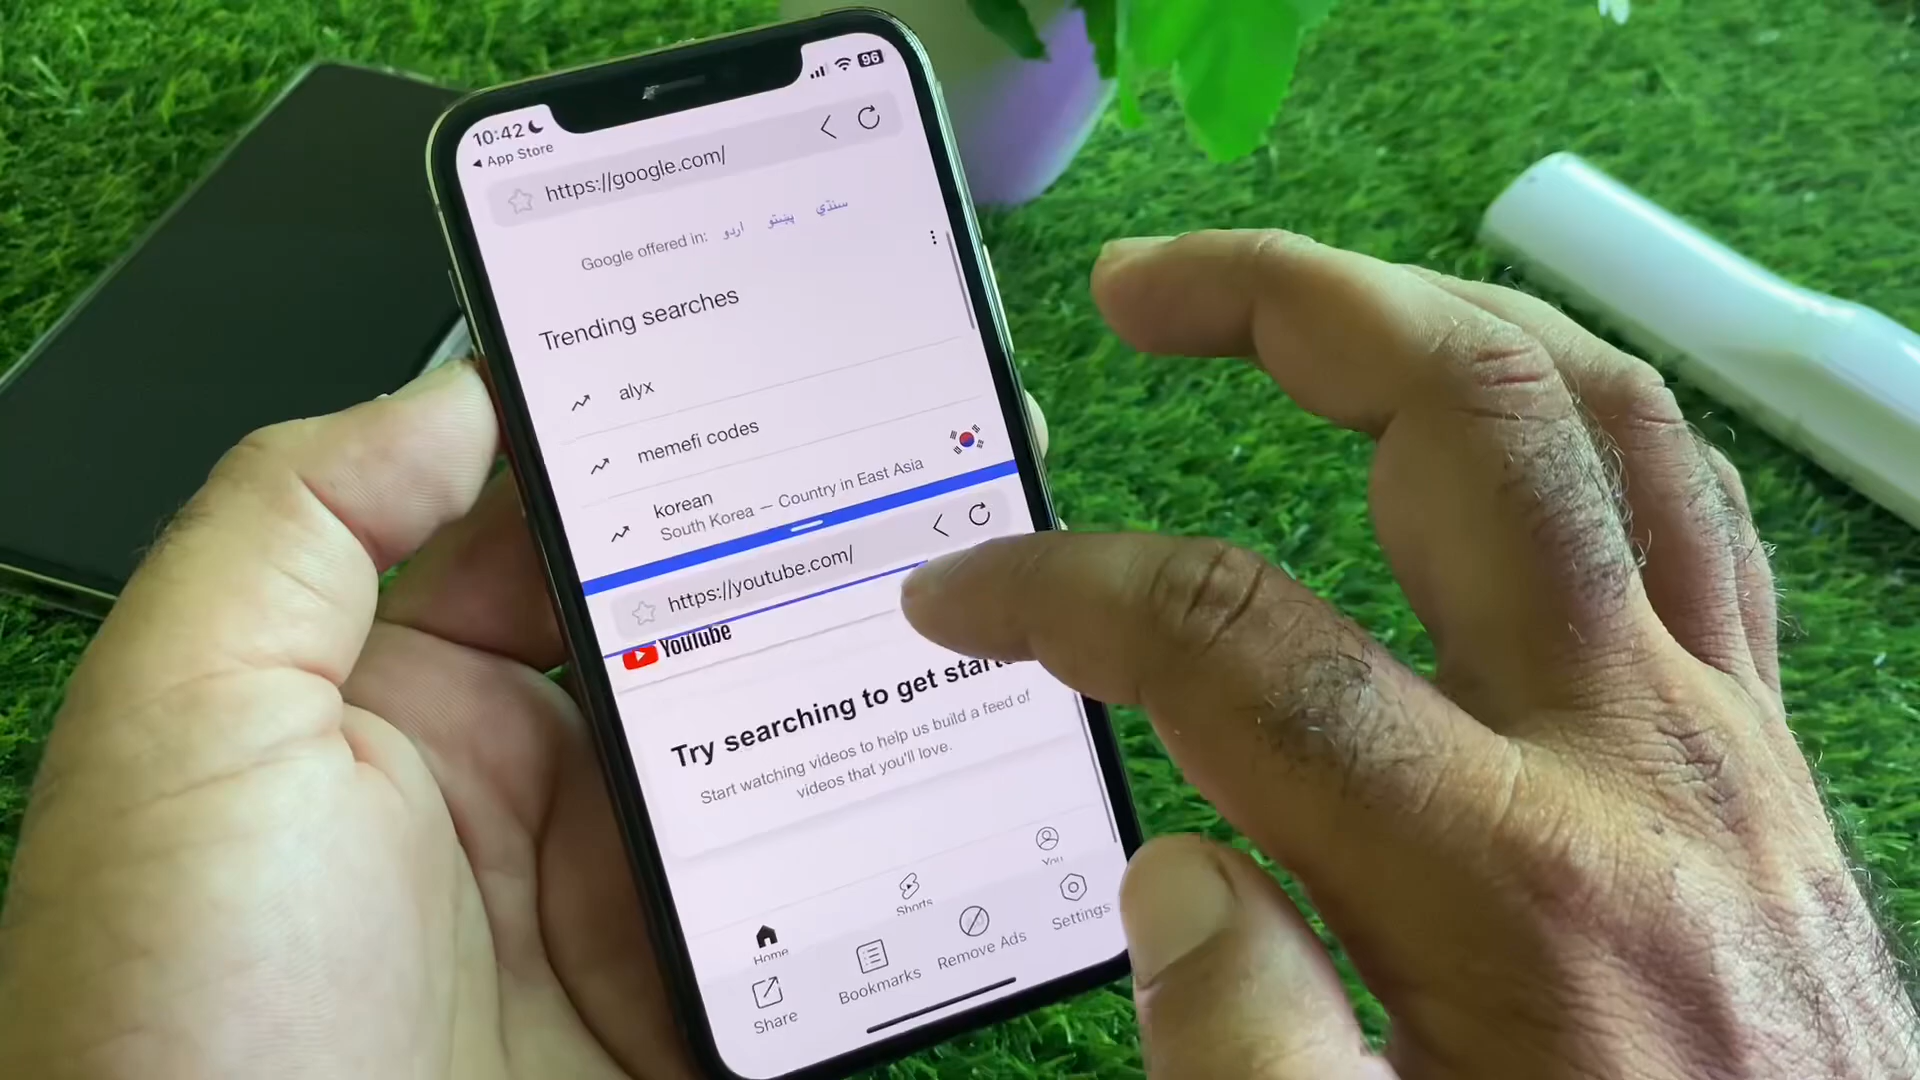 10:42
96
App Store
https://google.com/
Google offered in: اردو پښتو سنڌي
Trending searches
alyx
memefi codes
korean
South Korea — Country in East Asia
https://youtube.com/
YouTube
Try searching to get
Start watching videos to help us build a feed of
videos that you'll love.
Home
Shorts
You
Share
Bookmarks
Remove Ads
Settings